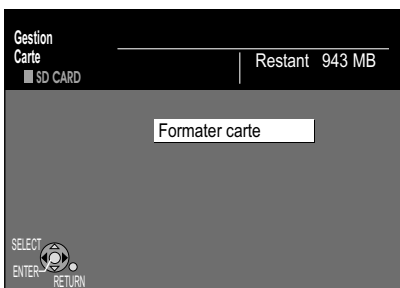 Gestion
Carte
SD CARD
Restant 943 MB
Formater carte
SELECT
ENTER
RETURN